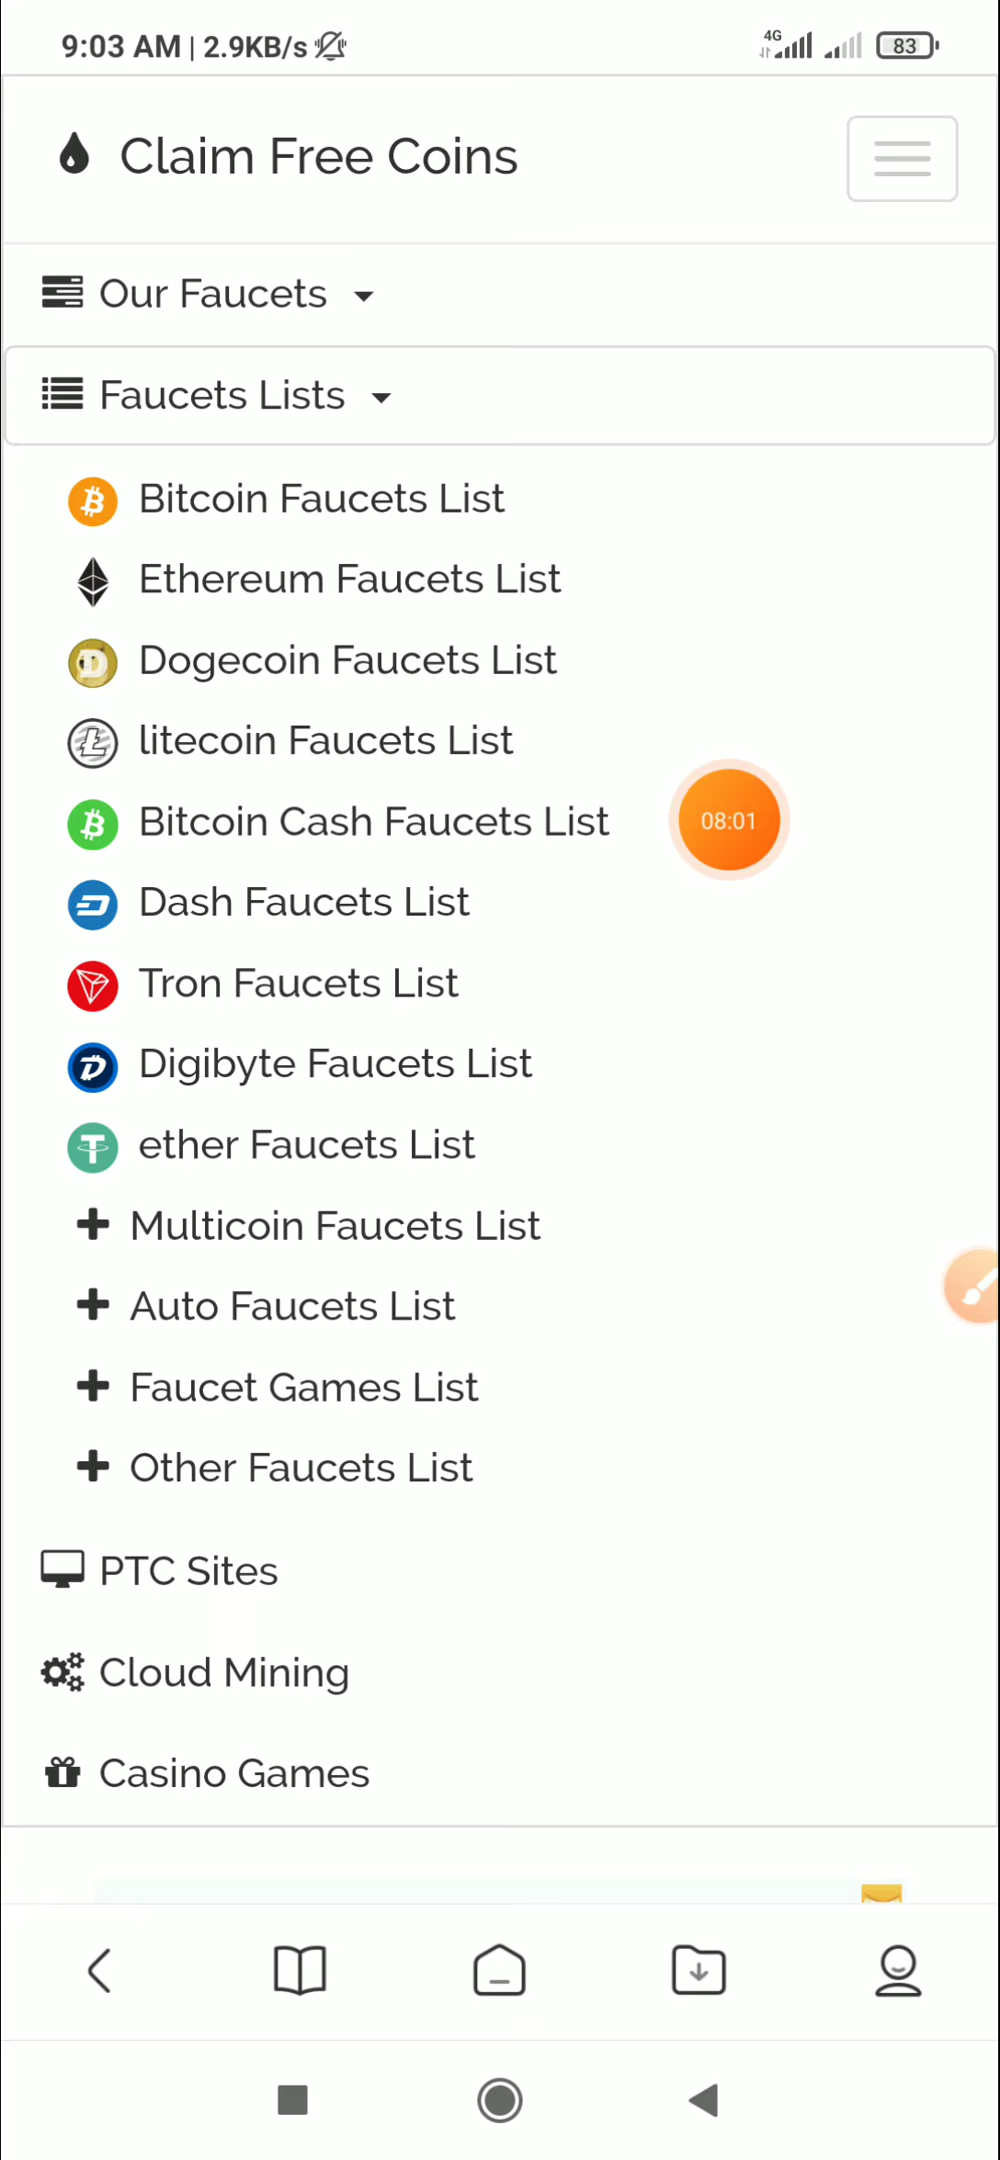 9:03 AM | 2.9KB/s
4G
83
Claim Free Coins
Our Faucets
Faucets Lists
Bitcoin Faucets List
Ethereum Faucets List
Dogecoin Faucets List
litecoin Faucets List
Bitcoin Cash Faucets List
08:01
Dash Faucets List
Tron Faucets List
Digibyte Faucets List
ether Faucets List
Multicoin Faucets List
Auto Faucets List
Faucet Games List
Other Faucets List
PTC Sites
Cloud Mining
Casino Games